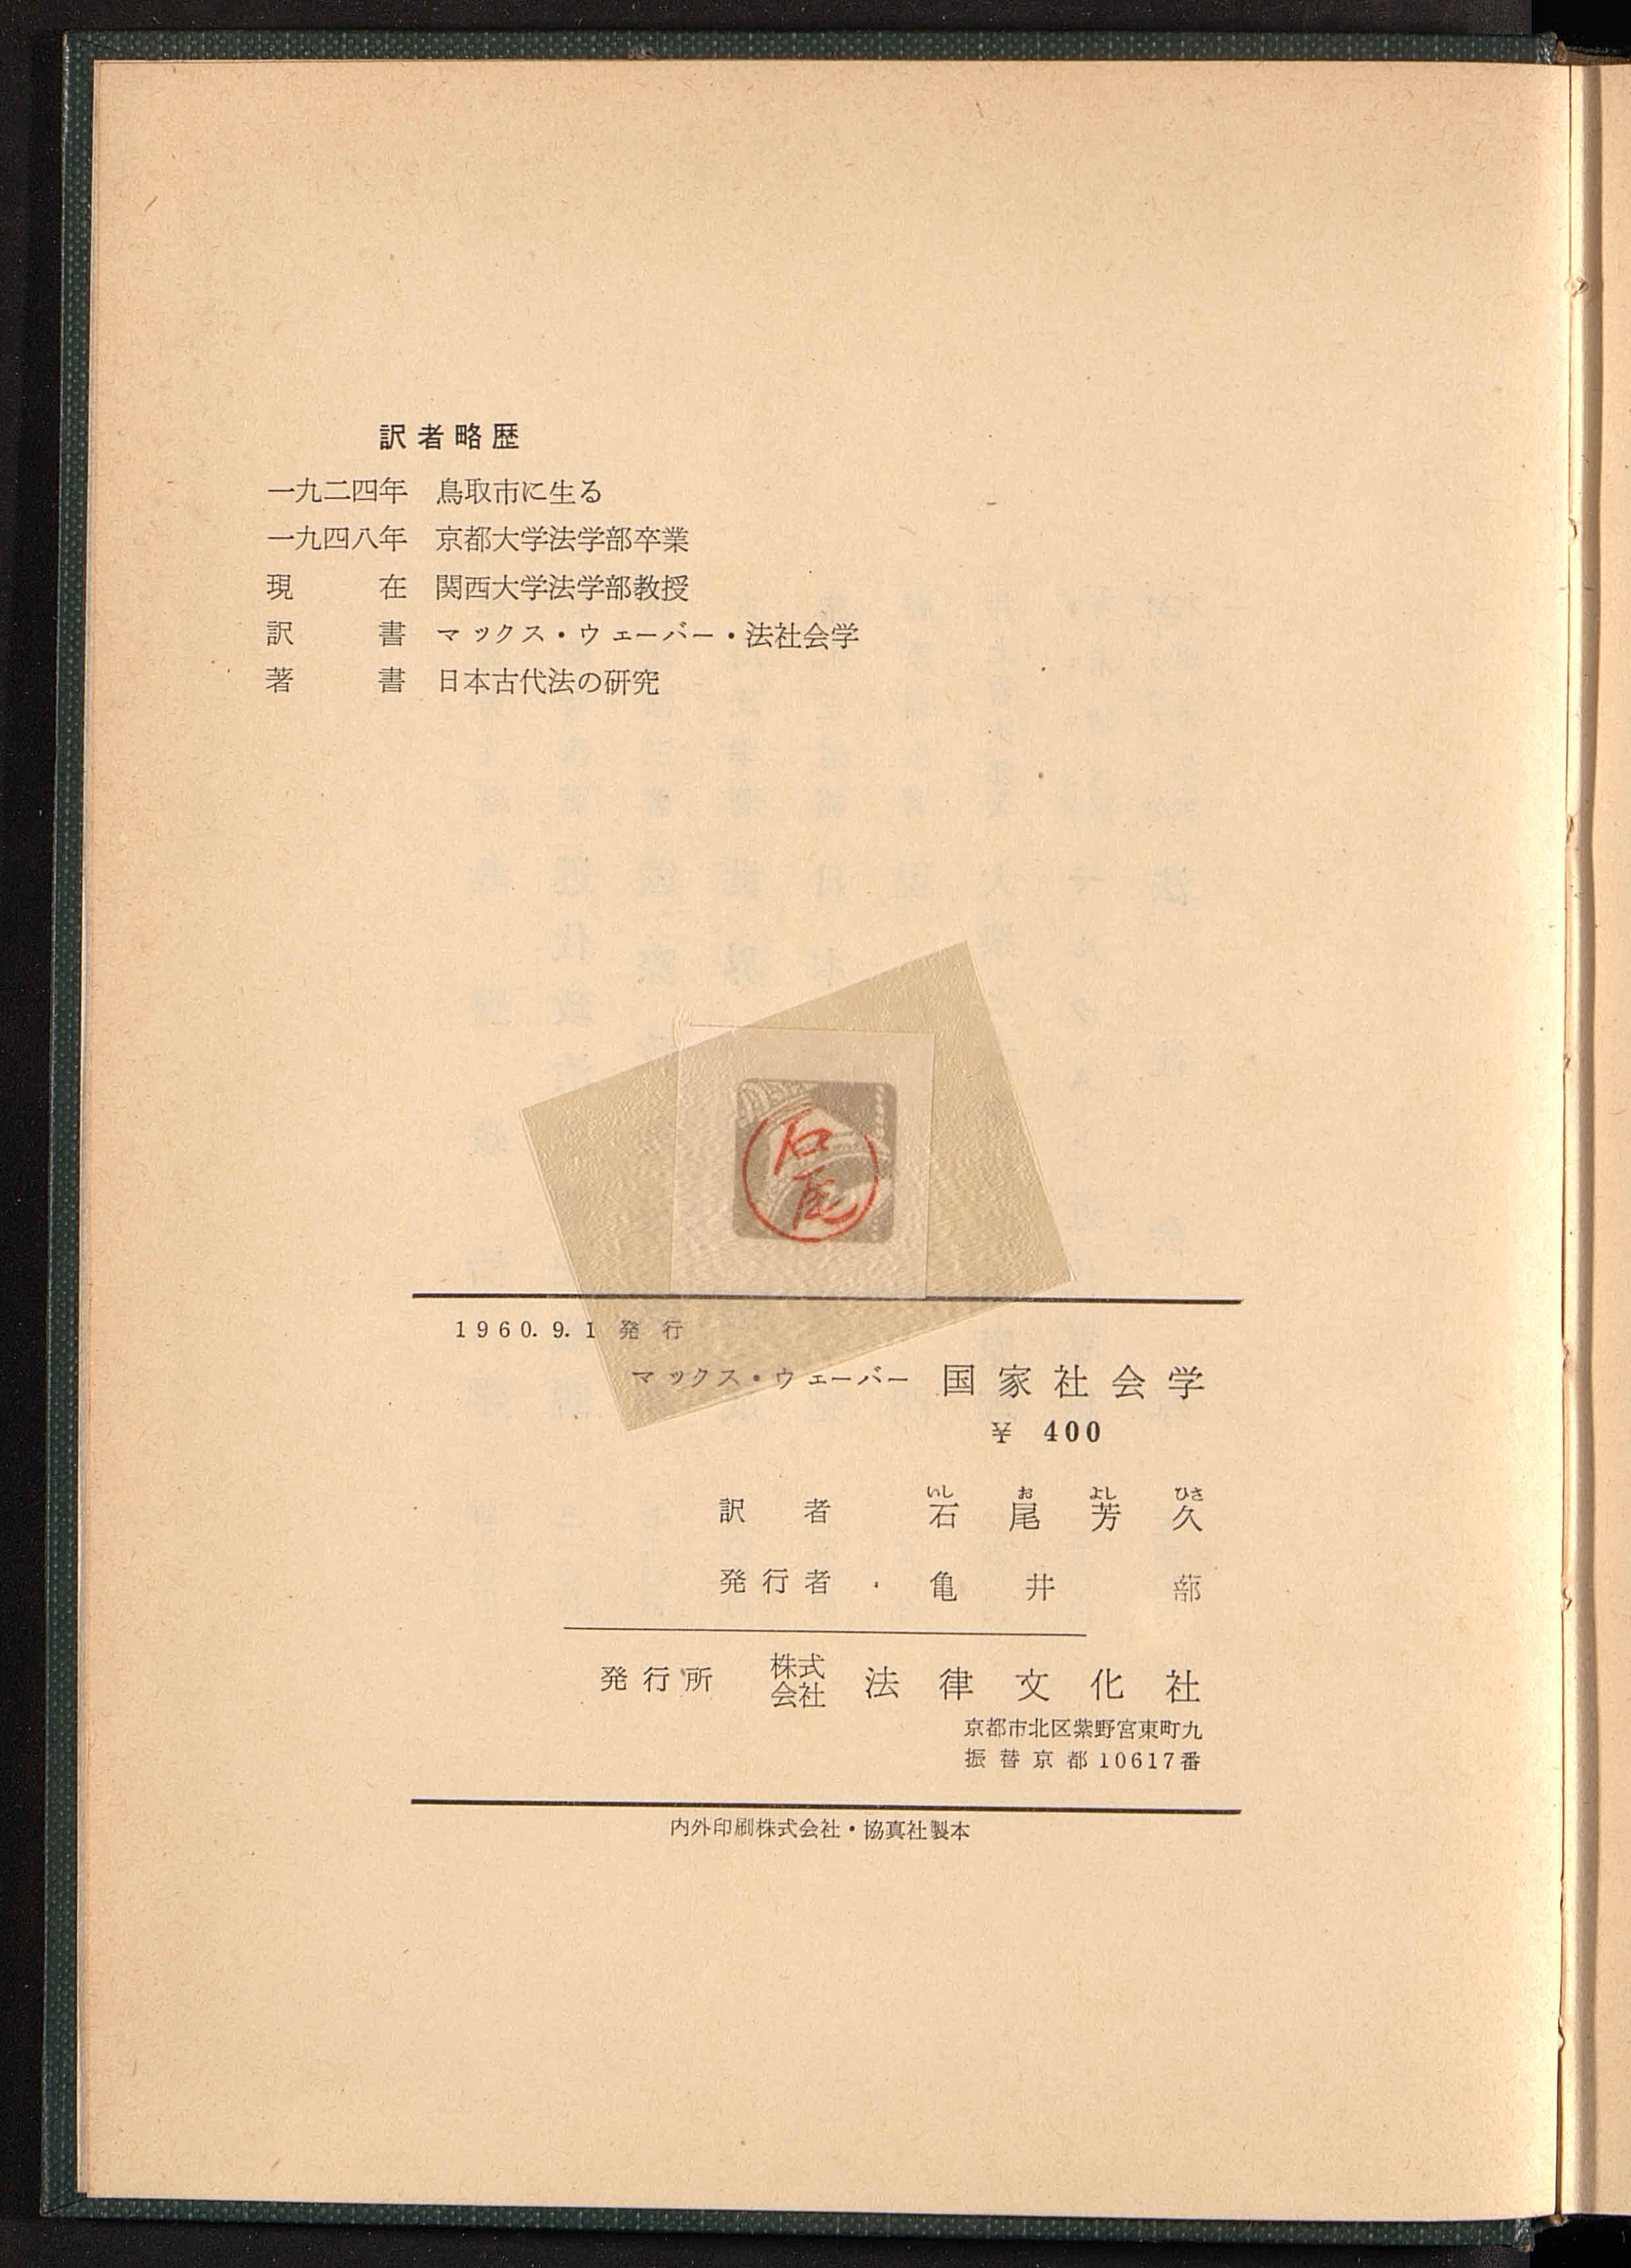 訳者略歴
一九二四年 鳥取市に生る
一九四八年 京都大学法学部卒業
現在 関西大学法学部教授
訳書 マックス・ウェーバー・法社会学
著書 日本古代法の研究
石尾
1960.9.1 発行
マックス・ウェーバー 国家社会学
¥ 400
訳者 石尾芳久
いし お よし ひさ
発行者 亀井蔀
発行所 株式会社 法律文化社
京都市北区紫野宮東町九
振替京都10617番
内外印刷株式会社・協真社製本